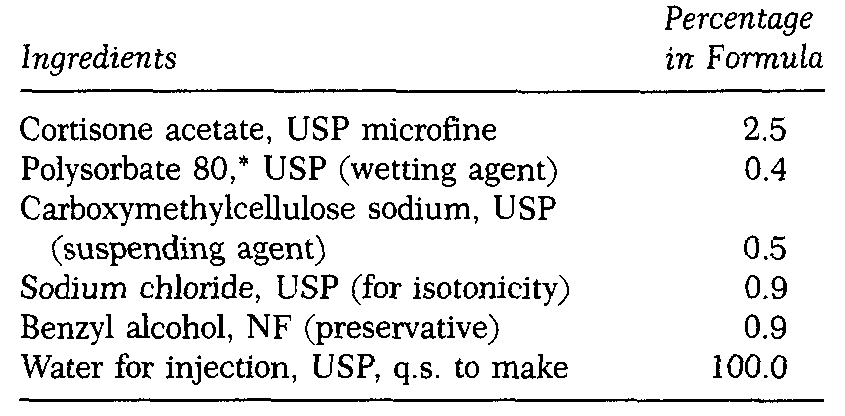 Percentage
Ingredients in Formula
Cortisone acetate, USP microfine 2.5
Polysorbate 80,* USP (wetting agent) 0.4
Carboxymethylcellulose sodium, USP
(suspending agent) 0.5
Sodium chloride, USP (for isotonicity) 0.9
Benzyl alcohol, NF (preservative) 0.9
Water for injection, USP, q.s. to make 100.0